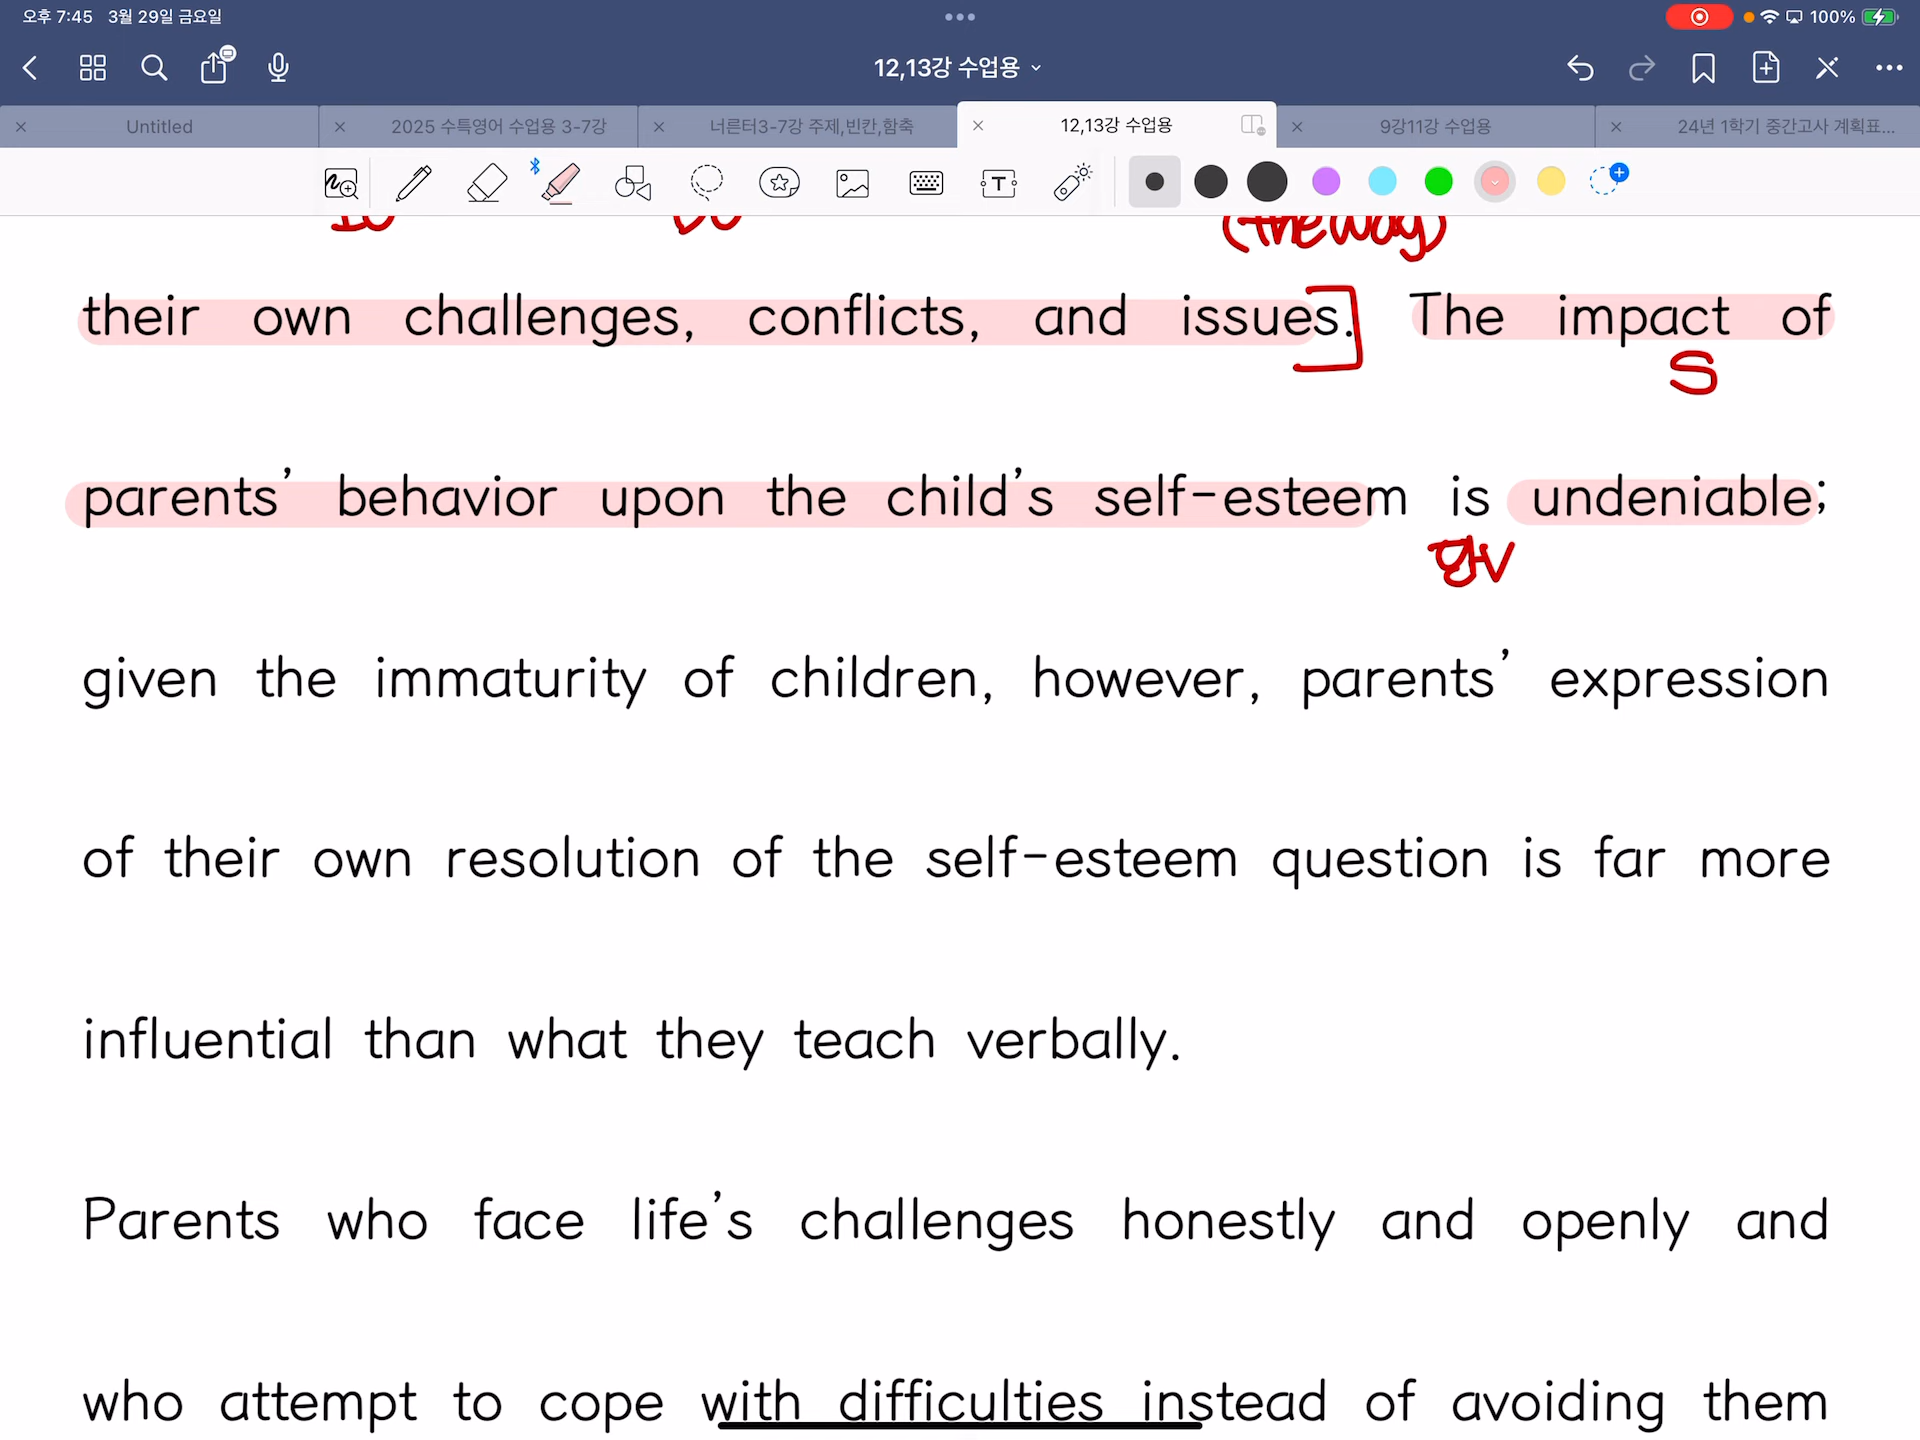 오후 7:45 3월 29일 금요일
100%
12,13강 수업용
Untitled
2025 수특영어 수업용 3-7강
너른터3-7강 주제,빈칸,함축
12,13강 수업용
9강11강 수업용
24년 1학기 중간고사 계획표...
(the way)
their own challenges, conflicts, and issues.] The impact of
S
parents’ behavior upon the child’s self-esteem is undeniable;
V
given the immaturity of children, however, parents’ expression
of their own resolution of the self-esteem question is far more
influential than what they teach verbally.
Parents who face life’s challenges honestly and openly and
who attempt to cope with difficulties instead of avoiding them